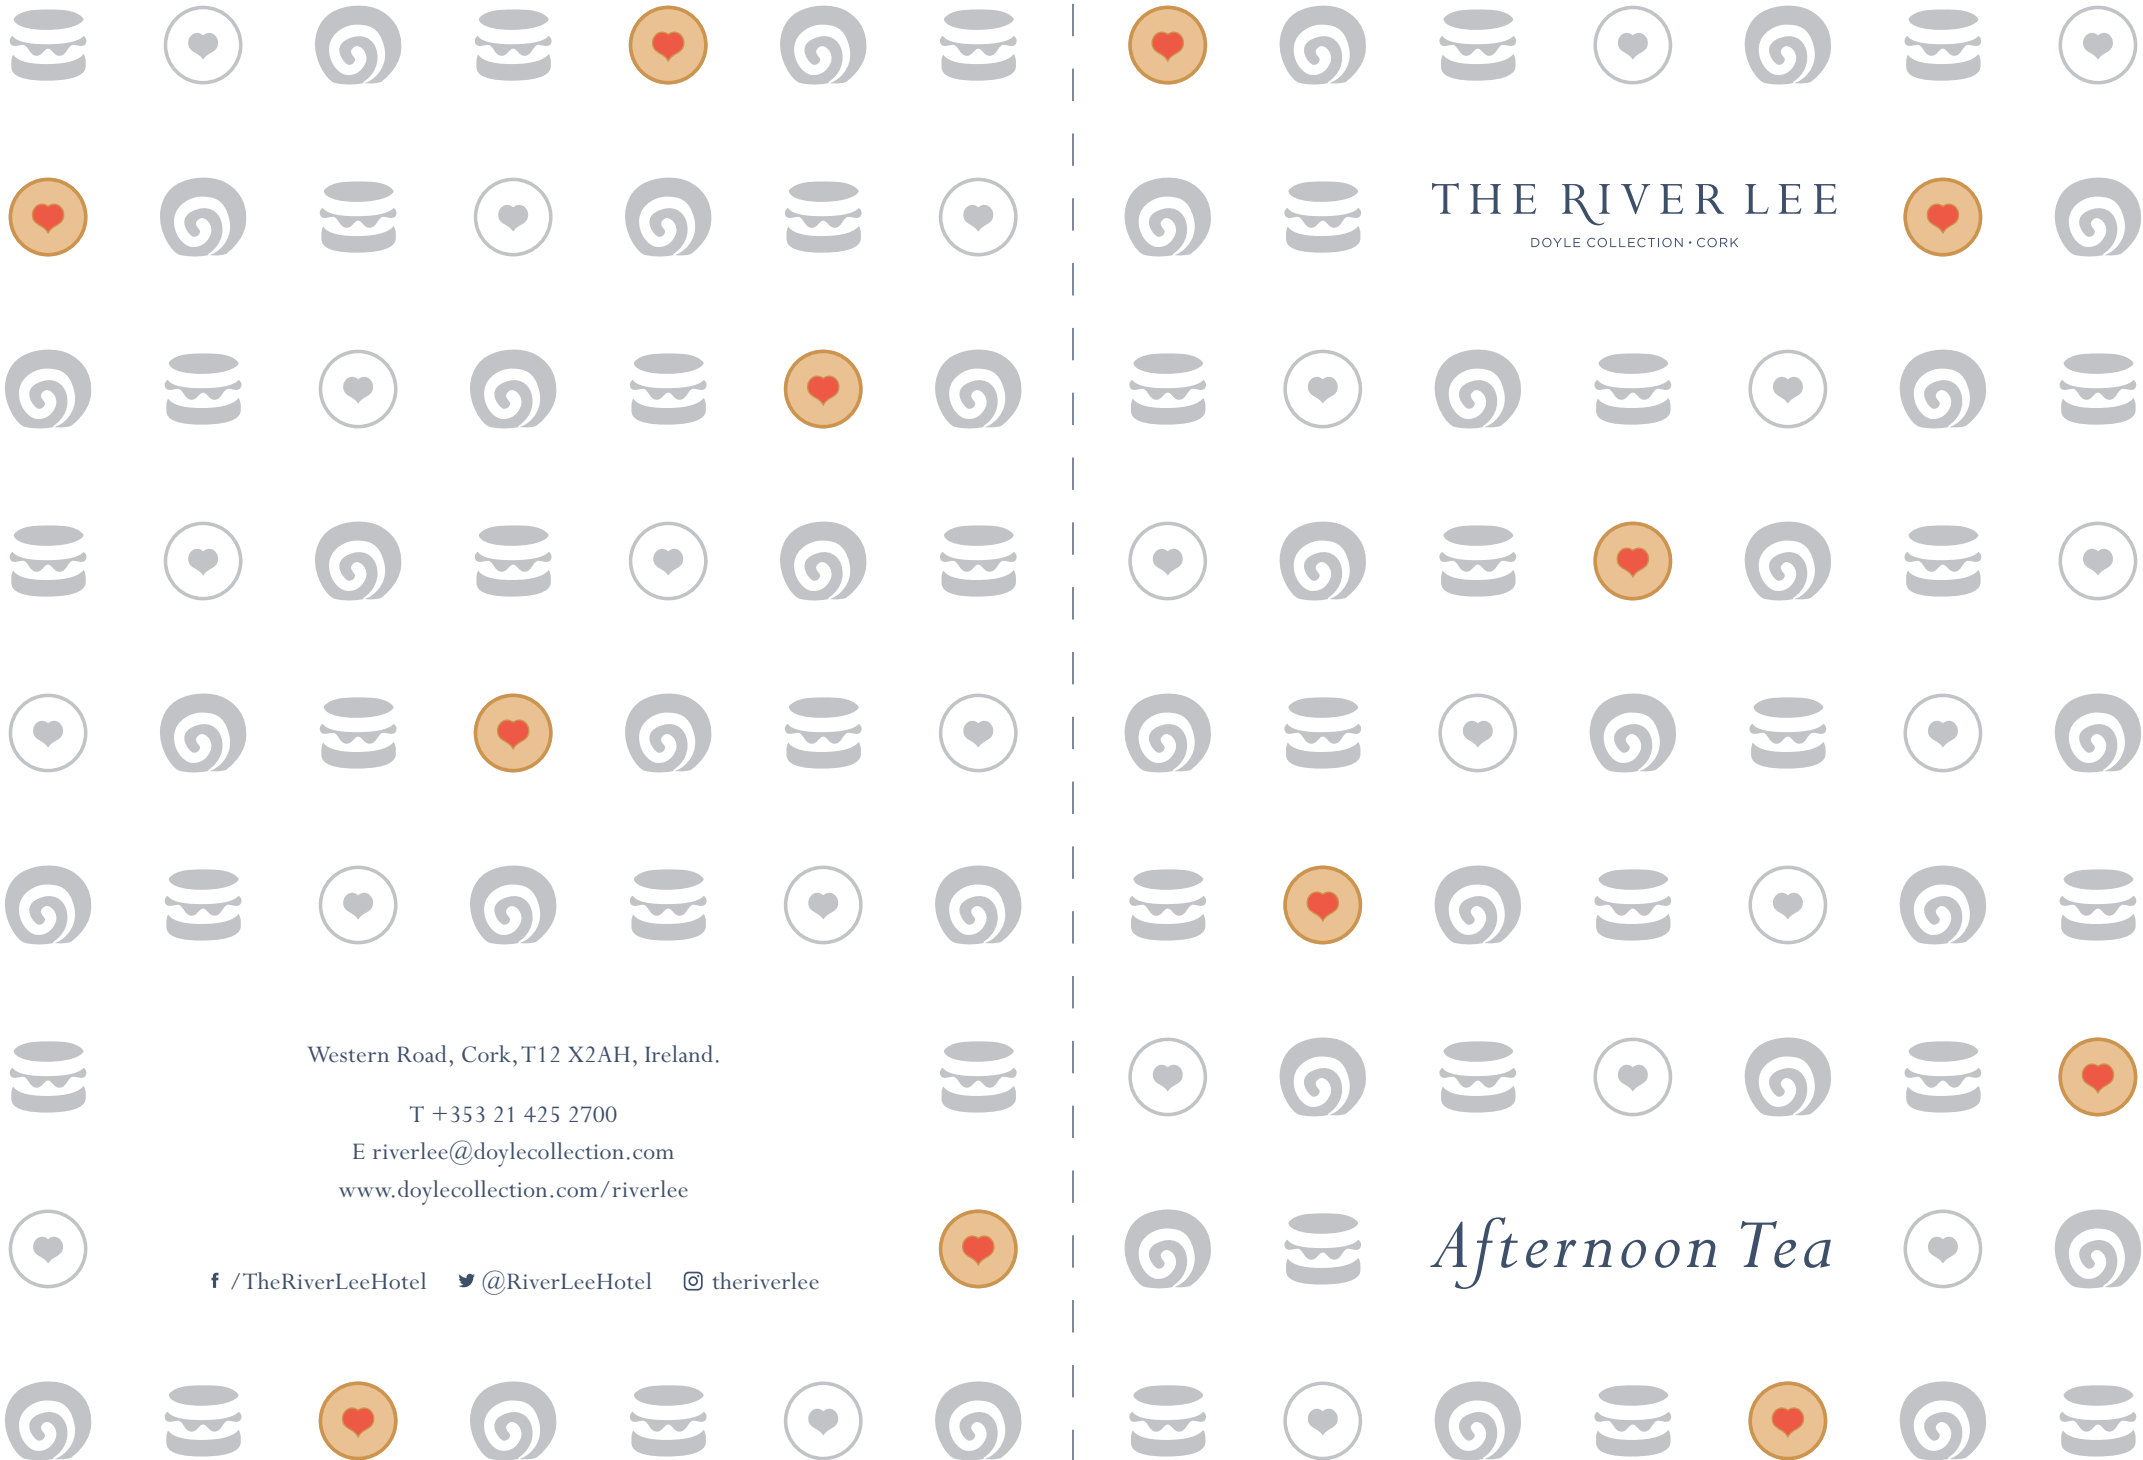 Western Road, Cork, T12 X2AH, Ireland.
T +353 21 425 2700
E riverlee@doylecollection.com
www.doylecollection.com/riverlee
/TheRiverLeeHotel @RiverLeeHotel theriverlee
THE RIVER LEE
DOYLE COLLECTION • CORK
Afternoon Tea